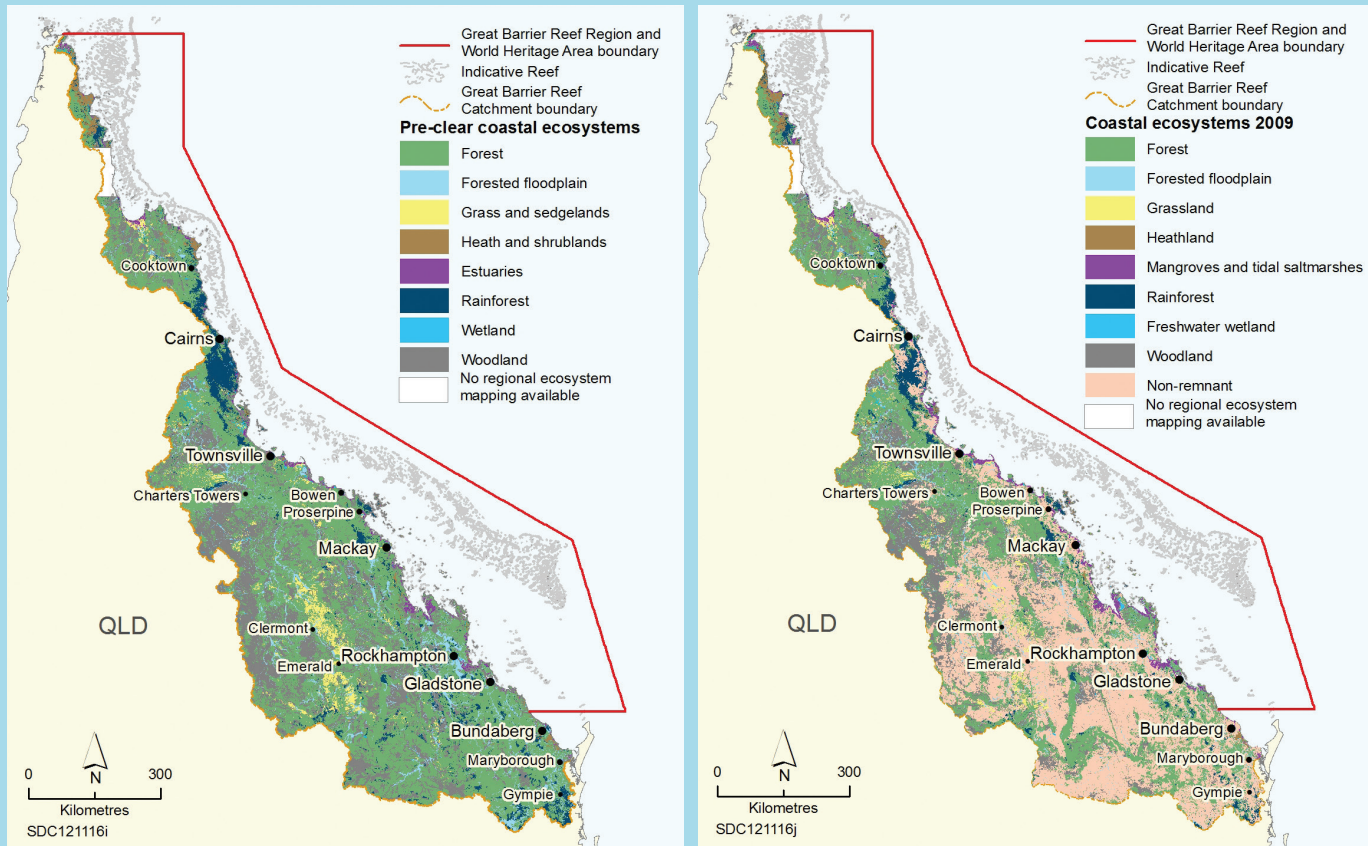 Great Barrier Reef Region and
World Heritage Area boundary
Indicative Reef
Great Barrier Reef
Catchment boundary
Pre-clear coastal ecosystems
Forest
Forested floodplain
Grass and sedgelands
Heath and shrublands
Estuaries
Rainforest
Wetland
Woodland
No regional ecosystem
mapping available
Cooktown
Cairns
Townsville
Charters Towers
Bowen
Proserpine
Mackay
QLD
Clermont
Emerald
Rockhampton
Gladstone
Bundaberg
Maryborough
Gympie
N
0 300
Kilometres
SDC121116i
Great Barrier Reef Region and
World Heritage Area boundary
Indicative Reef
Great Barrier Reef
Catchment boundary
Coastal ecosystems 2009
Forest
Forested floodplain
Grassland
Heathland
Mangroves and tidal saltmarshes
Rainforest
Freshwater wetland
Woodland
Non-remnant
No regional ecosystem
mapping available
Cooktown
Cairns
Townsville
Charters Towers
Bowen
Proserpine
Mackay
QLD
Clermont
Emerald
Rockhampton
Gladstone
Bundaberg
Maryborough
Gympie
N
0 300
Kilometres
SDC121116j